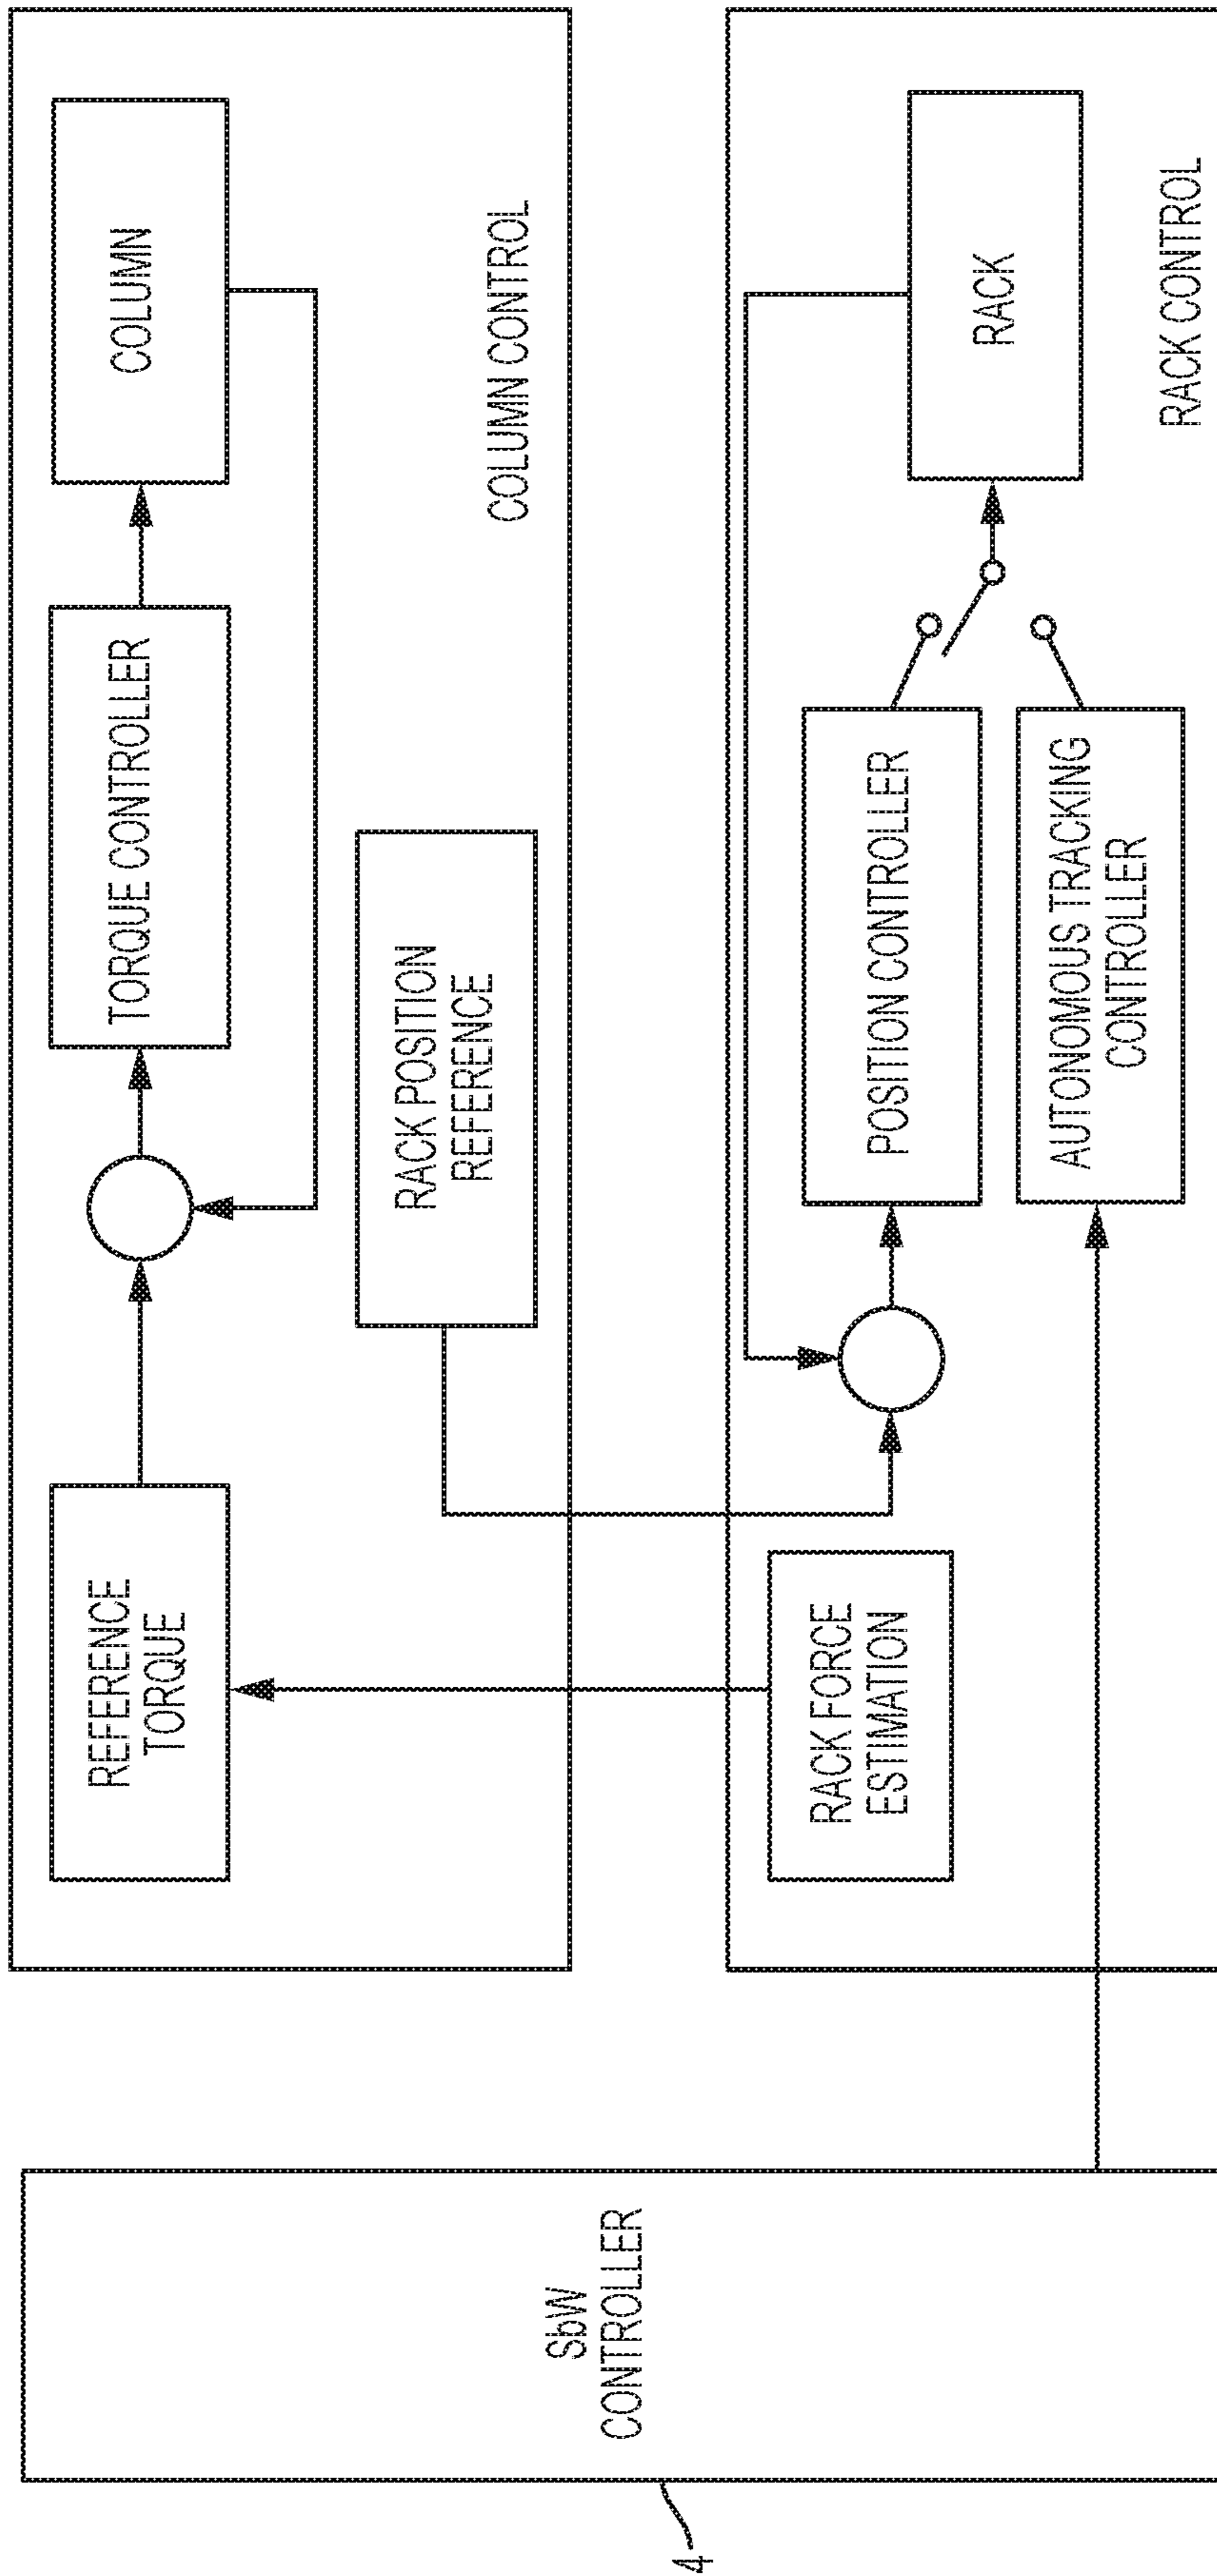 SbW
CONTROLLER
4
REFERENCE
TORQUE
TORQUE CONTROLLER
COLUMN
RACK POSITION
REFERENCE
COLUMN CONTROL
RACK FORCE
ESTIMATION
POSITION CONTROLLER
AUTONOMOUS TRACKING
CONTROLLER
RACK
RACK CONTROL